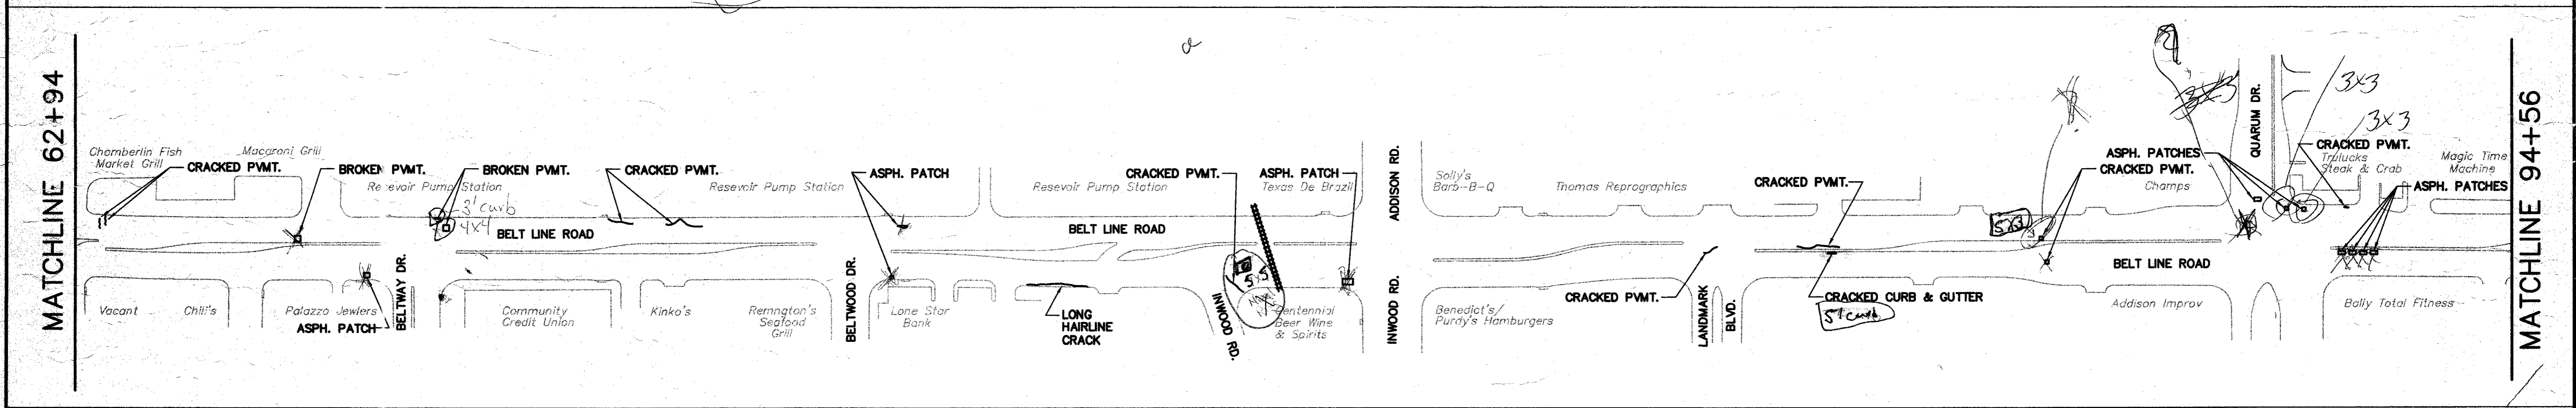 MATCHLINE 62+94
Chamberlin Fish
Market Grill
Macaroni Grill
CRACKED PVMT.
BROKEN PVMT.
Resevoir Pump Station
BROKEN PVMT.
3' curb
4x4
CRACKED PVMT.
BELT LINE ROAD
Resevoir Pump Station
ASPH. PATCH
Resevoir Pump Station
CRACKED PVMT.
BELT LINE ROAD
ASPH. PATCH
Texas De Brazil
ADDISON RD.
Solly's
Barb-B-Q
Thomas Reprographics
CRACKED PVMT.
5x3
ASPH. PATCHES
CRACKED PVMT.
Champs
3x3
QUARUM DR.
3x3
3x3
CRACKED PVMT.
Trulucks
Steak & Crab
Magic Time
Machine
ASPH. PATCHES
MATCHLINE 94+56
Vacant
Chili's
Palazzo Jewlers
ASPH. PATCH
BELTWAY DR.
Community
Credit Union
Kinko's
Remngton's
Seafood
Grill
BELTWOOD DR.
Lone Star
Bank
LONG
HAIRLINE
CRACK
INWOOD RD.
5x5
Centennial
Beer Wine
& Spirits
INWOOD RD.
Benedict's/
Purdy's Hamburgers
CRACKED PVMT.
LANDMARK
BLVD.
CRACKED CURB & GUTTER
5' curb
BELT LINE ROAD
Addison Improv
Bally Total Fitness